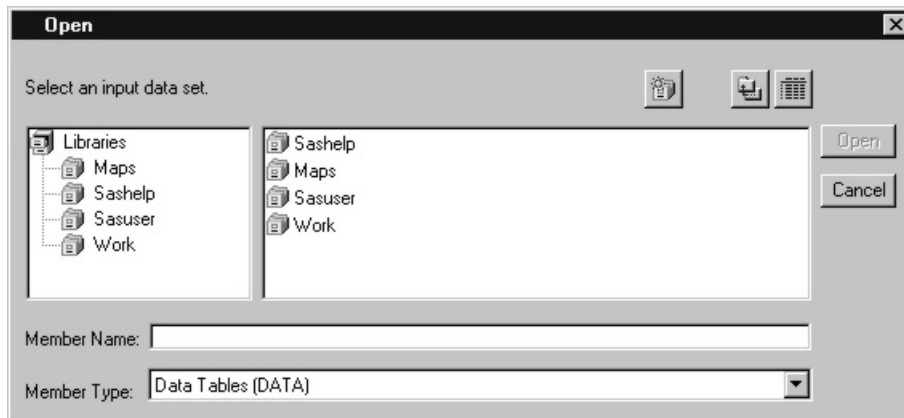 Open
Select an input data set.
Libraries
Maps
Sashelp
Sasuser
Work
Sashelp
Maps
Sasuser
Work
Open
Cancel
Member Name:
Member Type: Data Tables (DATA)